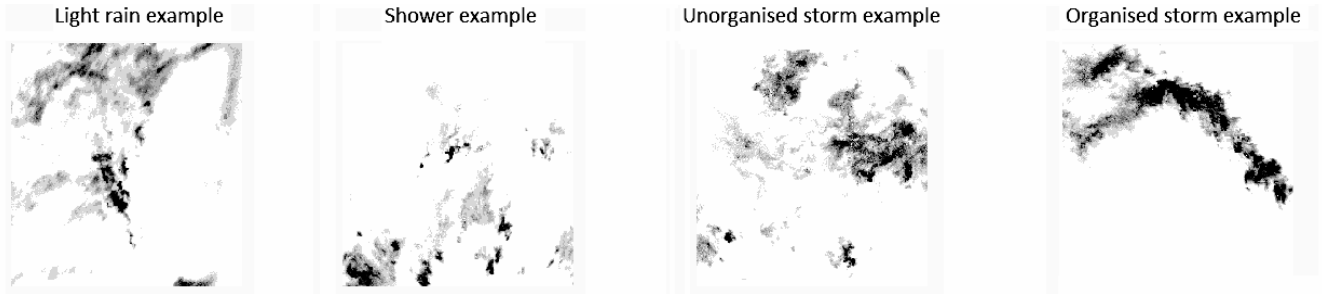 Light rain example
Shower example
Unorganised storm example
Organised storm example